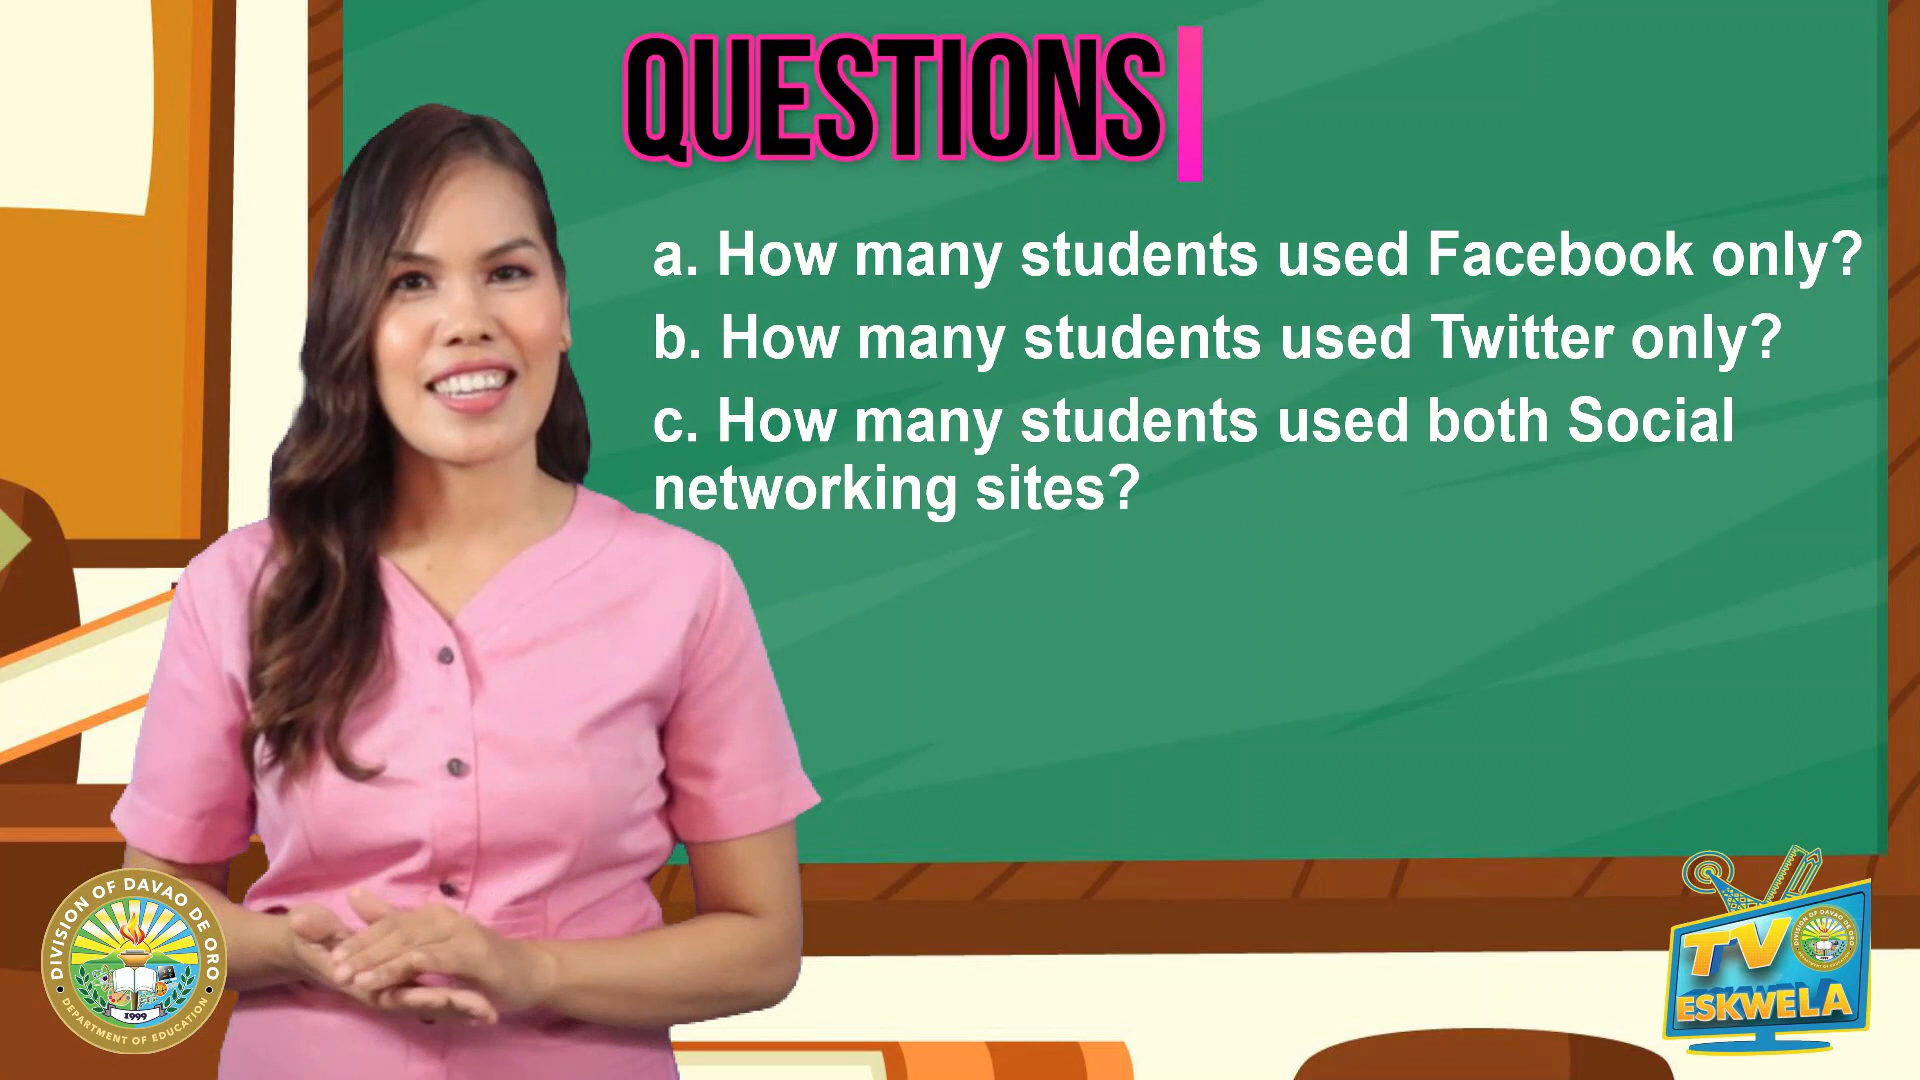 QUESTIONS
a. How many students used Facebook only?
b. How many students used Twitter only?
c. How many students used both Social
networking sites?
DIVISION OF DAVAO DE ORO
1999
DEPARTMENT OF EDUCATION
TV
ESKWELA